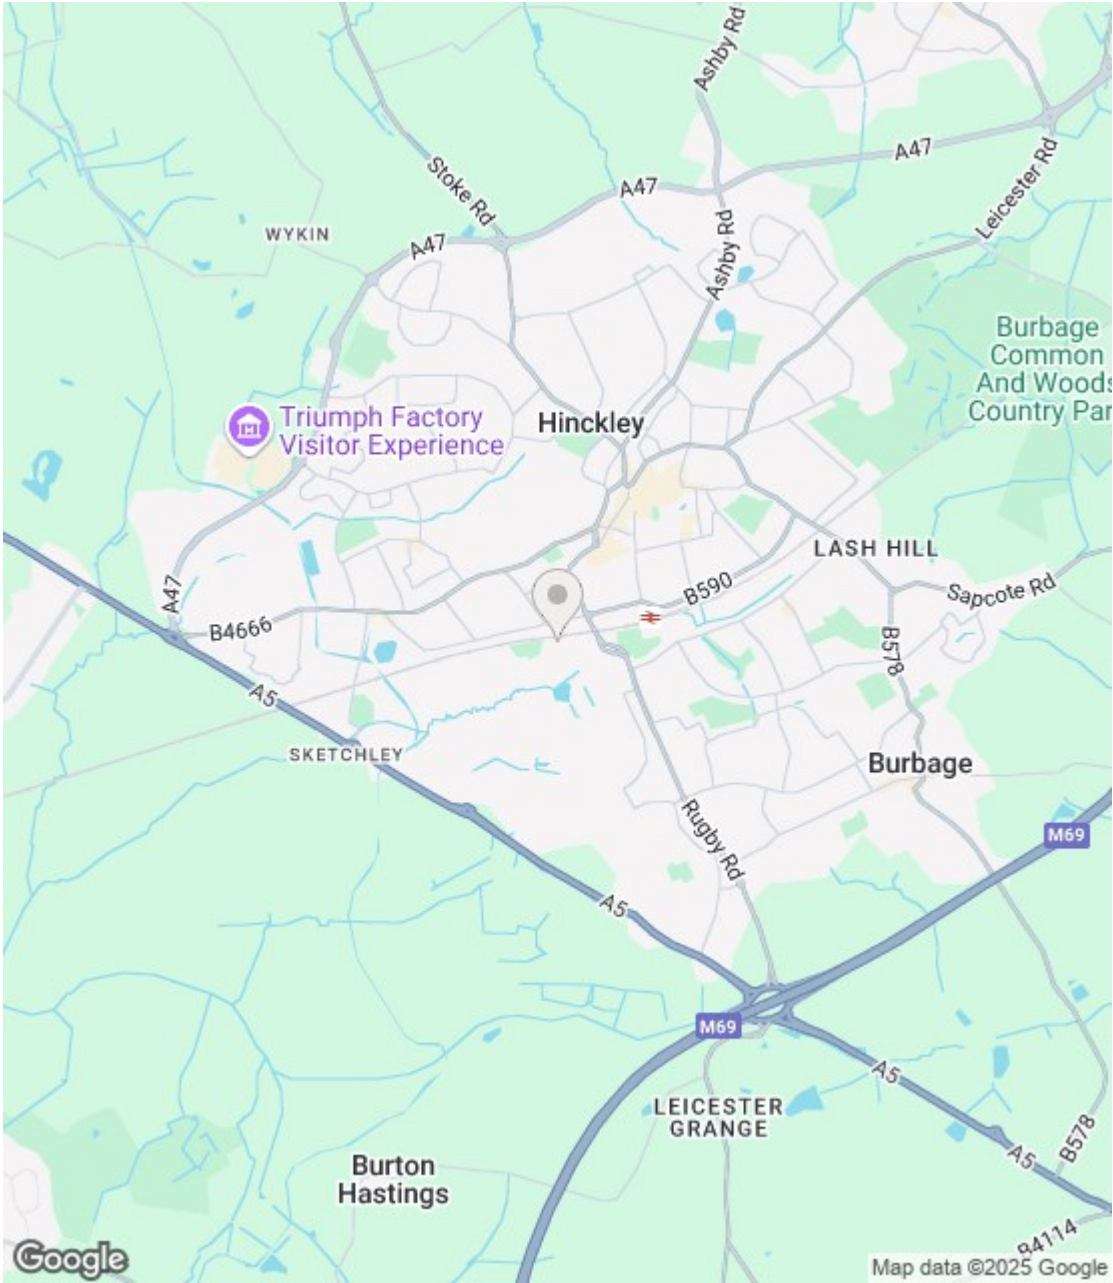 Ashby Rd
A47
Leicester Rd
Stoke Rd
A47
WYKIN
A47
Ashby Rd
Burbage
Common
And Woods
Country Par
Triumph Factory
Visitor Experience
Hinckley
LASH HILL
A47
B590
Sapcote Rd
B4666
B578
A5
SKETCHLEY
Burbage
Rugby Rd
M69
A5
M69
A5
LEICESTER
GRANGE
B578
A5
Burton
Hastings
B4114
Google
Map data ©2025 Google